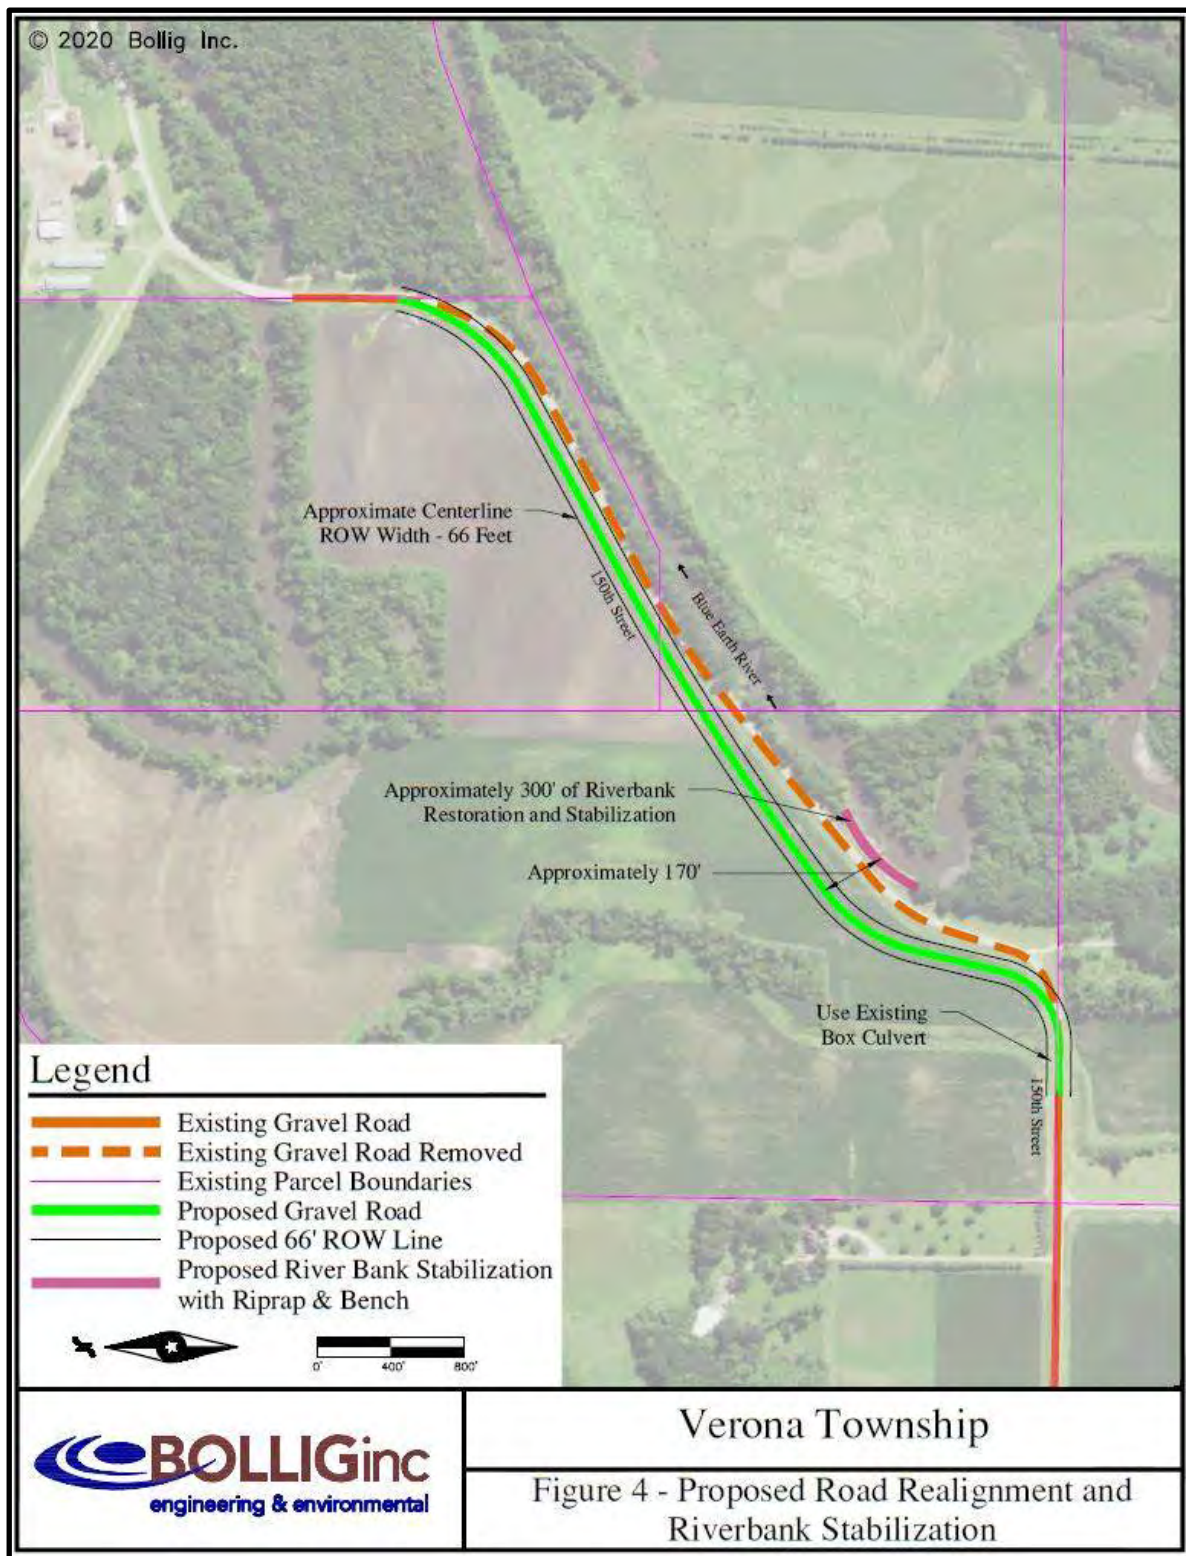 © 2020 Bollig Inc.
Approximate Centerline
ROW Width - 66 Feet
150th Street
Blue Earth River
Approximately 300' of Riverbank
Restoration and Stabilization
Approximately 170'
Use Existing
Box Culvert
150th Street
Legend
Existing Gravel Road
Existing Gravel Road Removed
Existing Parcel Boundaries
Proposed Gravel Road
Proposed 66' ROW Line
Proposed River Bank Stabilization
with Riprap & Bench
N
0' 400' 800'
BOLLIGinc
engineering & environmental
Verona Township
Figure 4 - Proposed Road Realignment and
Riverbank Stabilization